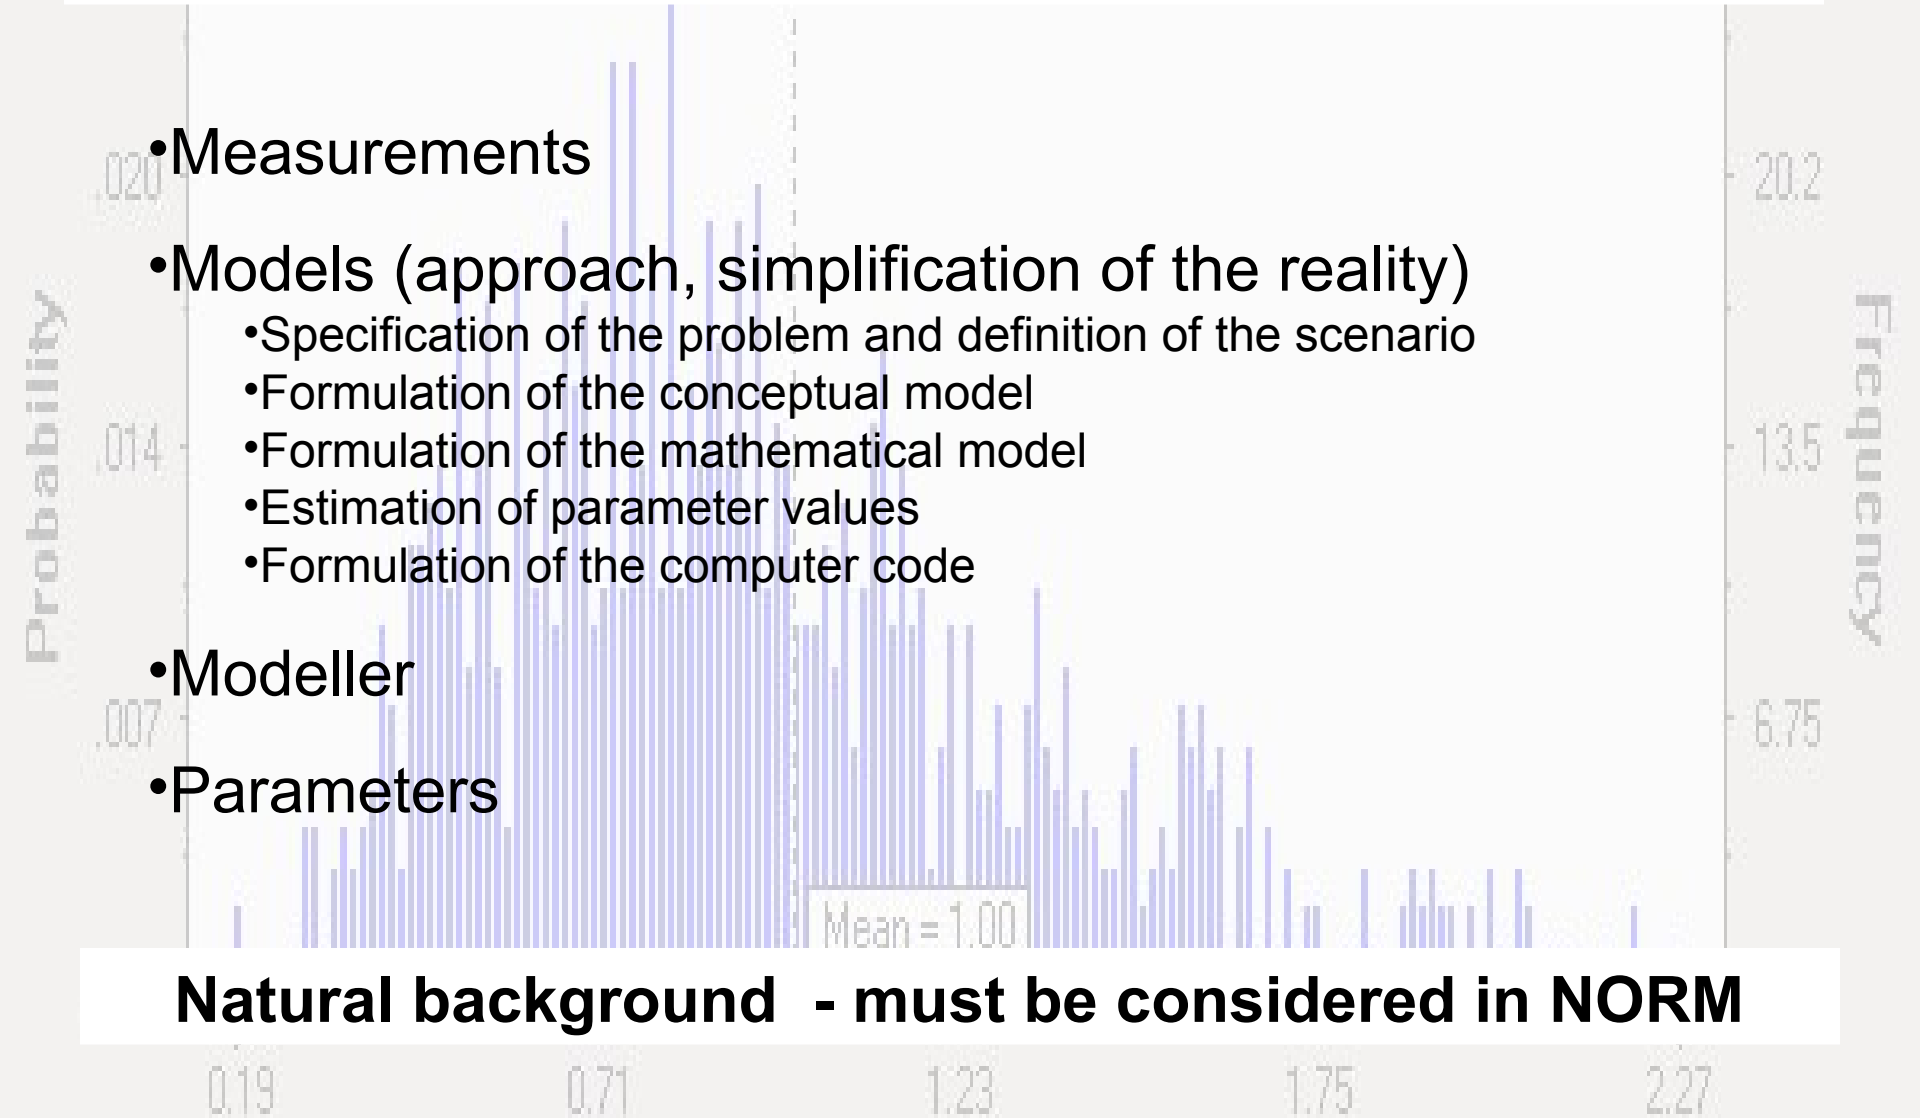 •Measurements
.020
20.2
•Models (approach, simplification of the reality)
•Specification of the problem and definition of the scenario
•Formulation of the conceptual model
Probability
Frequency
•Formulation of the mathematical model
.014
13.5
•Estimation of parameter values
•Formulation of the computer code
•Modeller
.007
6.75
•Parameters
Mean = 1.00
Natural background - must be considered in NORM
0.19
0.71
1.23
1.75
2.27